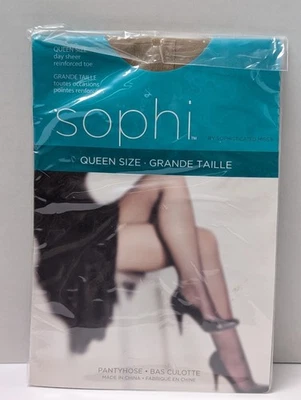 QUEEN SIZE
day sheer
reinforced toe
GRANDE TAILLE
toutes occasions
pointes renforcées
sophi™
QUEEN SIZE · GRANDE TAILLE
PANTYHOSE · BAS CULOTTE
MADE IN CHINA · FABRIQUÉ EN CHINE